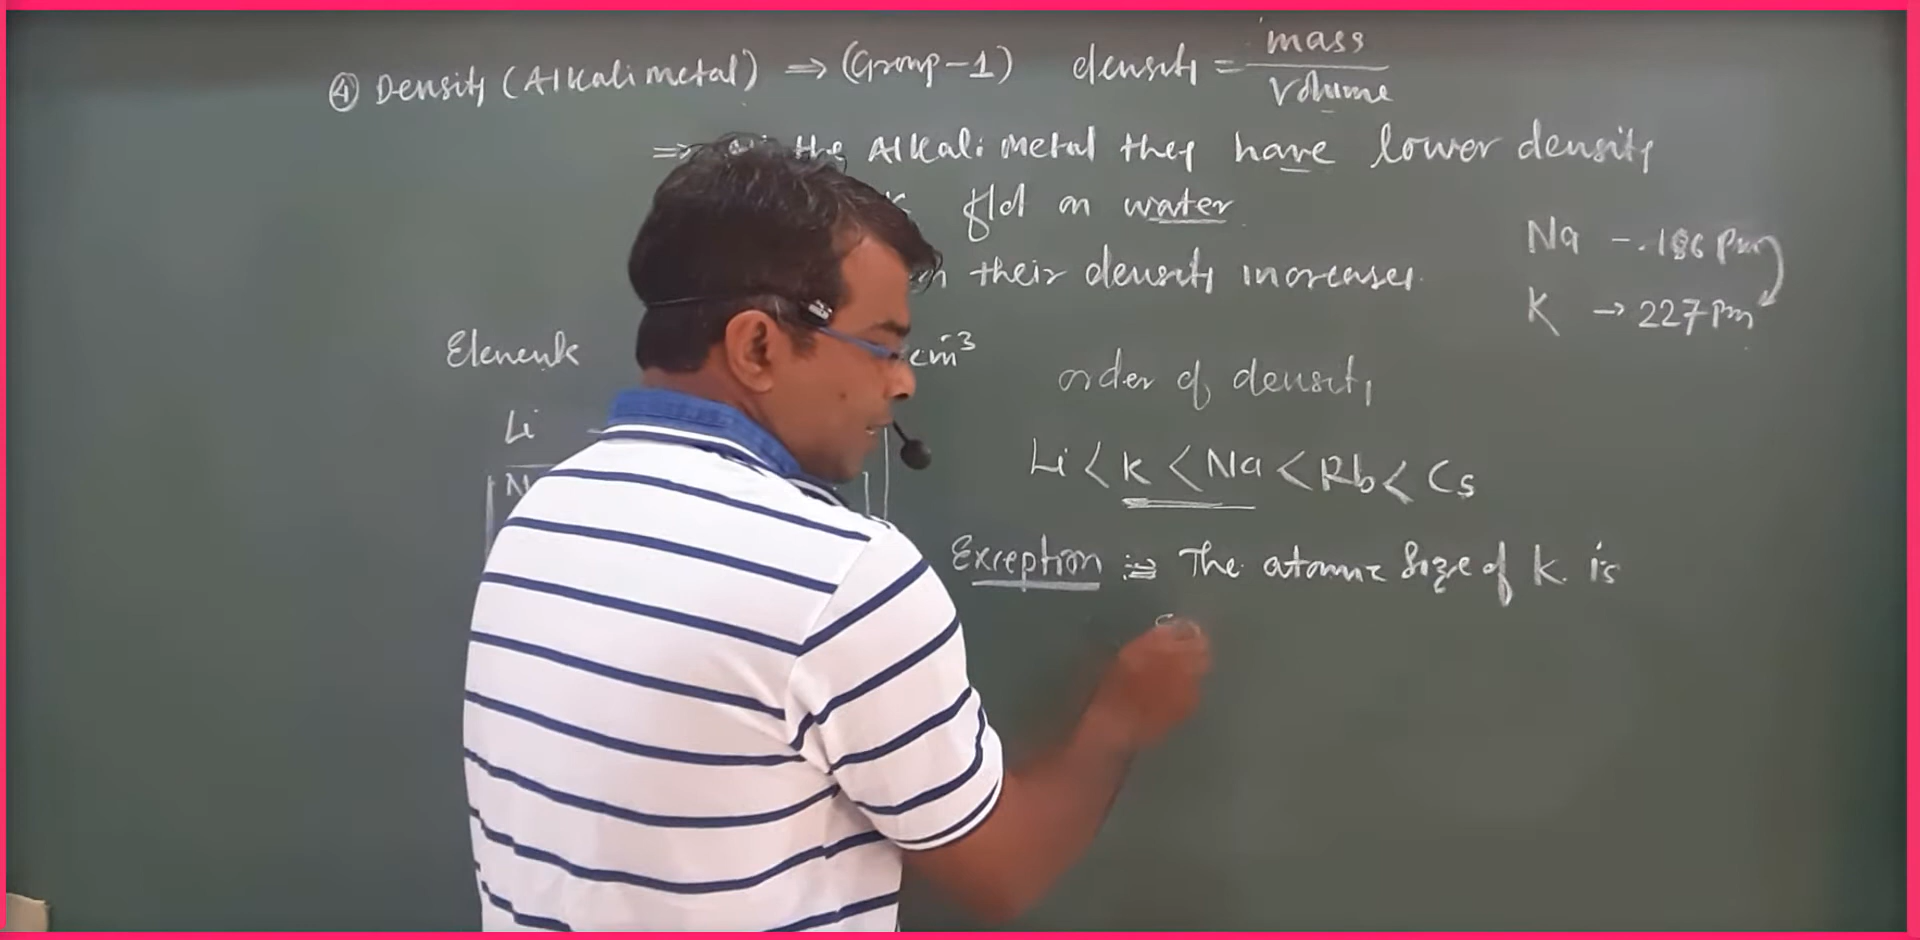 ④ Density (Alkali metal) ⇒ (Group-1) density = mass / Volume
⇒ the Alkali Metal they have lower density
on water
Na - 186 Pm
their density increases
K → 227 Pm
Element cm³
order of density
Li
Li < K < Na < Rb < Cs
Exception ⇒ The atomic size of K is